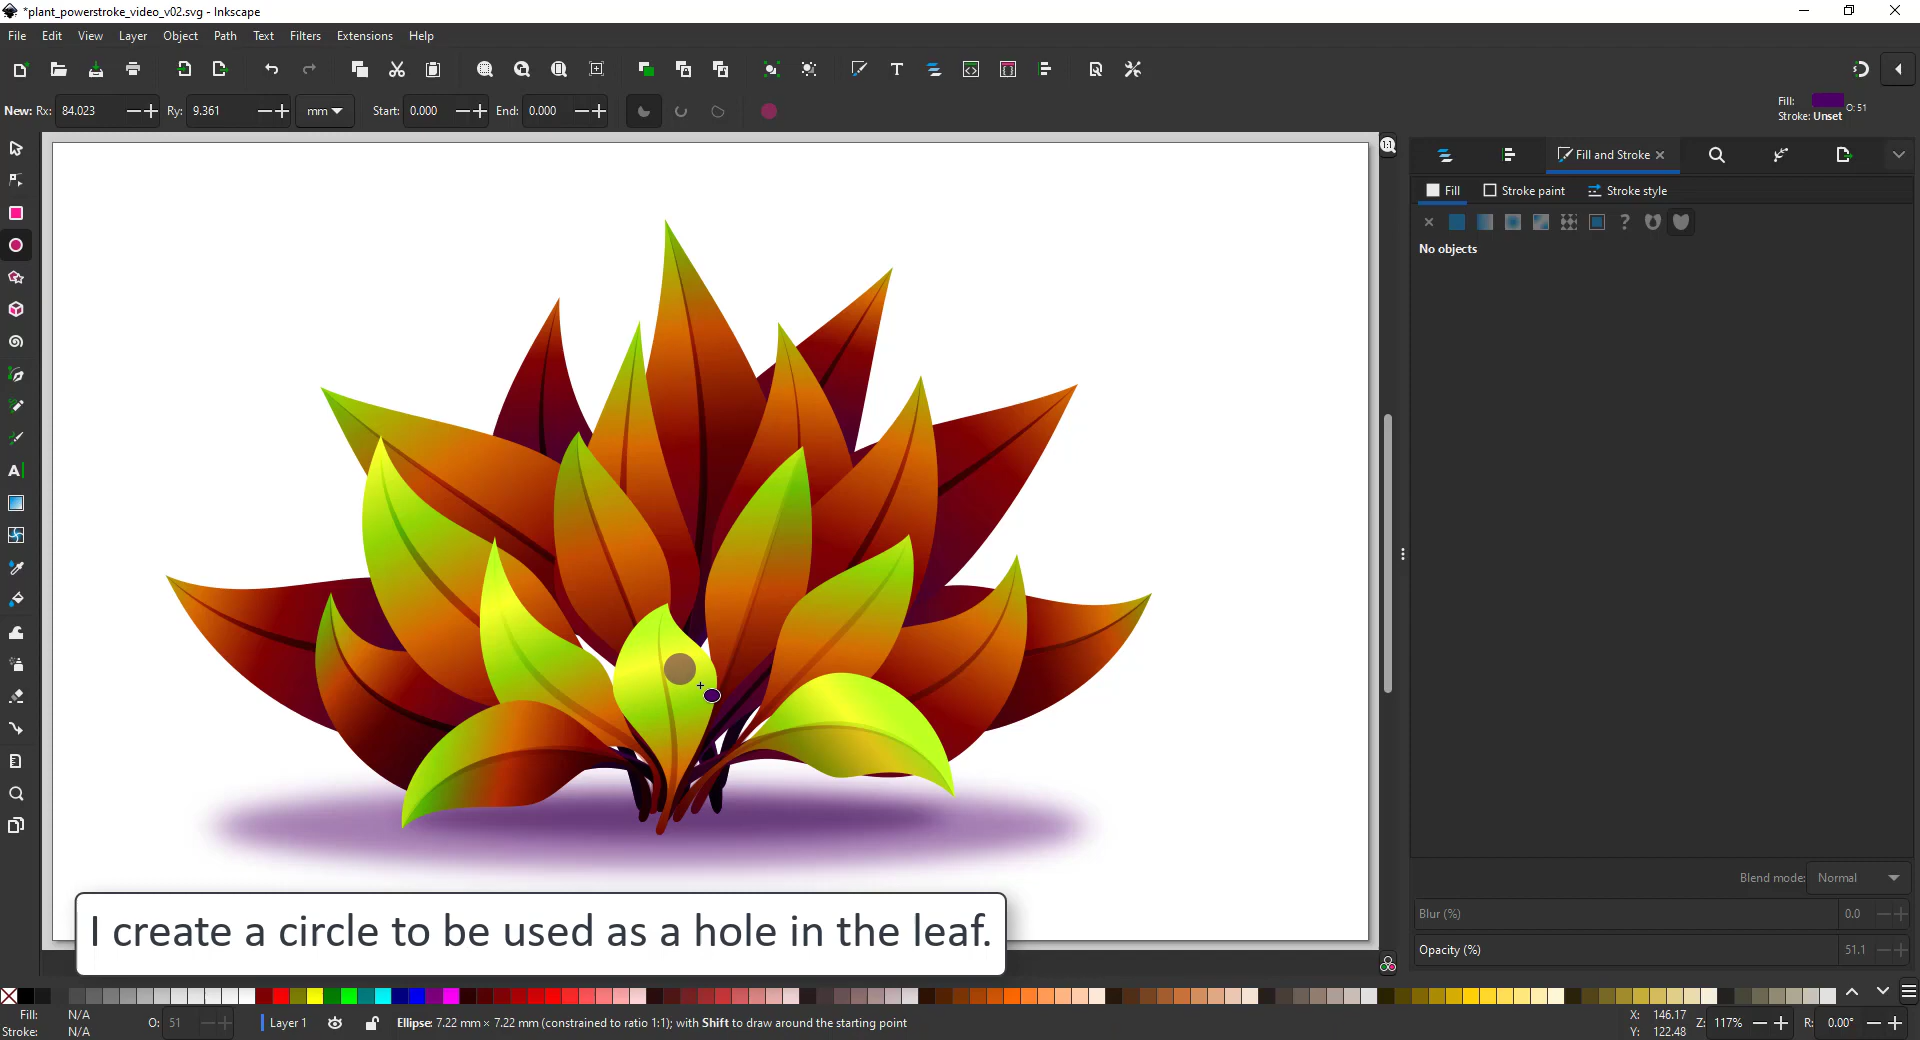 *plant_powerstroke_video_v02.svg - Inkscape
File Edit View Layer Object Path Text Filters Extensions Help
New: Rx: 84.023 Ry: 9.361 mm Start: 0.000 End: 0.000
Fill: O: 51
Stroke: Unset
1:1
Fill and Stroke
Fill Stroke paint Stroke style
No objects
I create a circle to be used as a hole in the leaf.
Blend mode: Normal
Blur (%) 0.0
Opacity (%) 51.1
Fill: N/A
Stroke: N/A
O: 51
Layer 1
Ellipse: 7.22 mm × 7.22 mm (constrained to ratio 1:1); with Shift to draw around the starting point
X: 146.17
Y: 122.48
Z: 117%
R: 0.00°